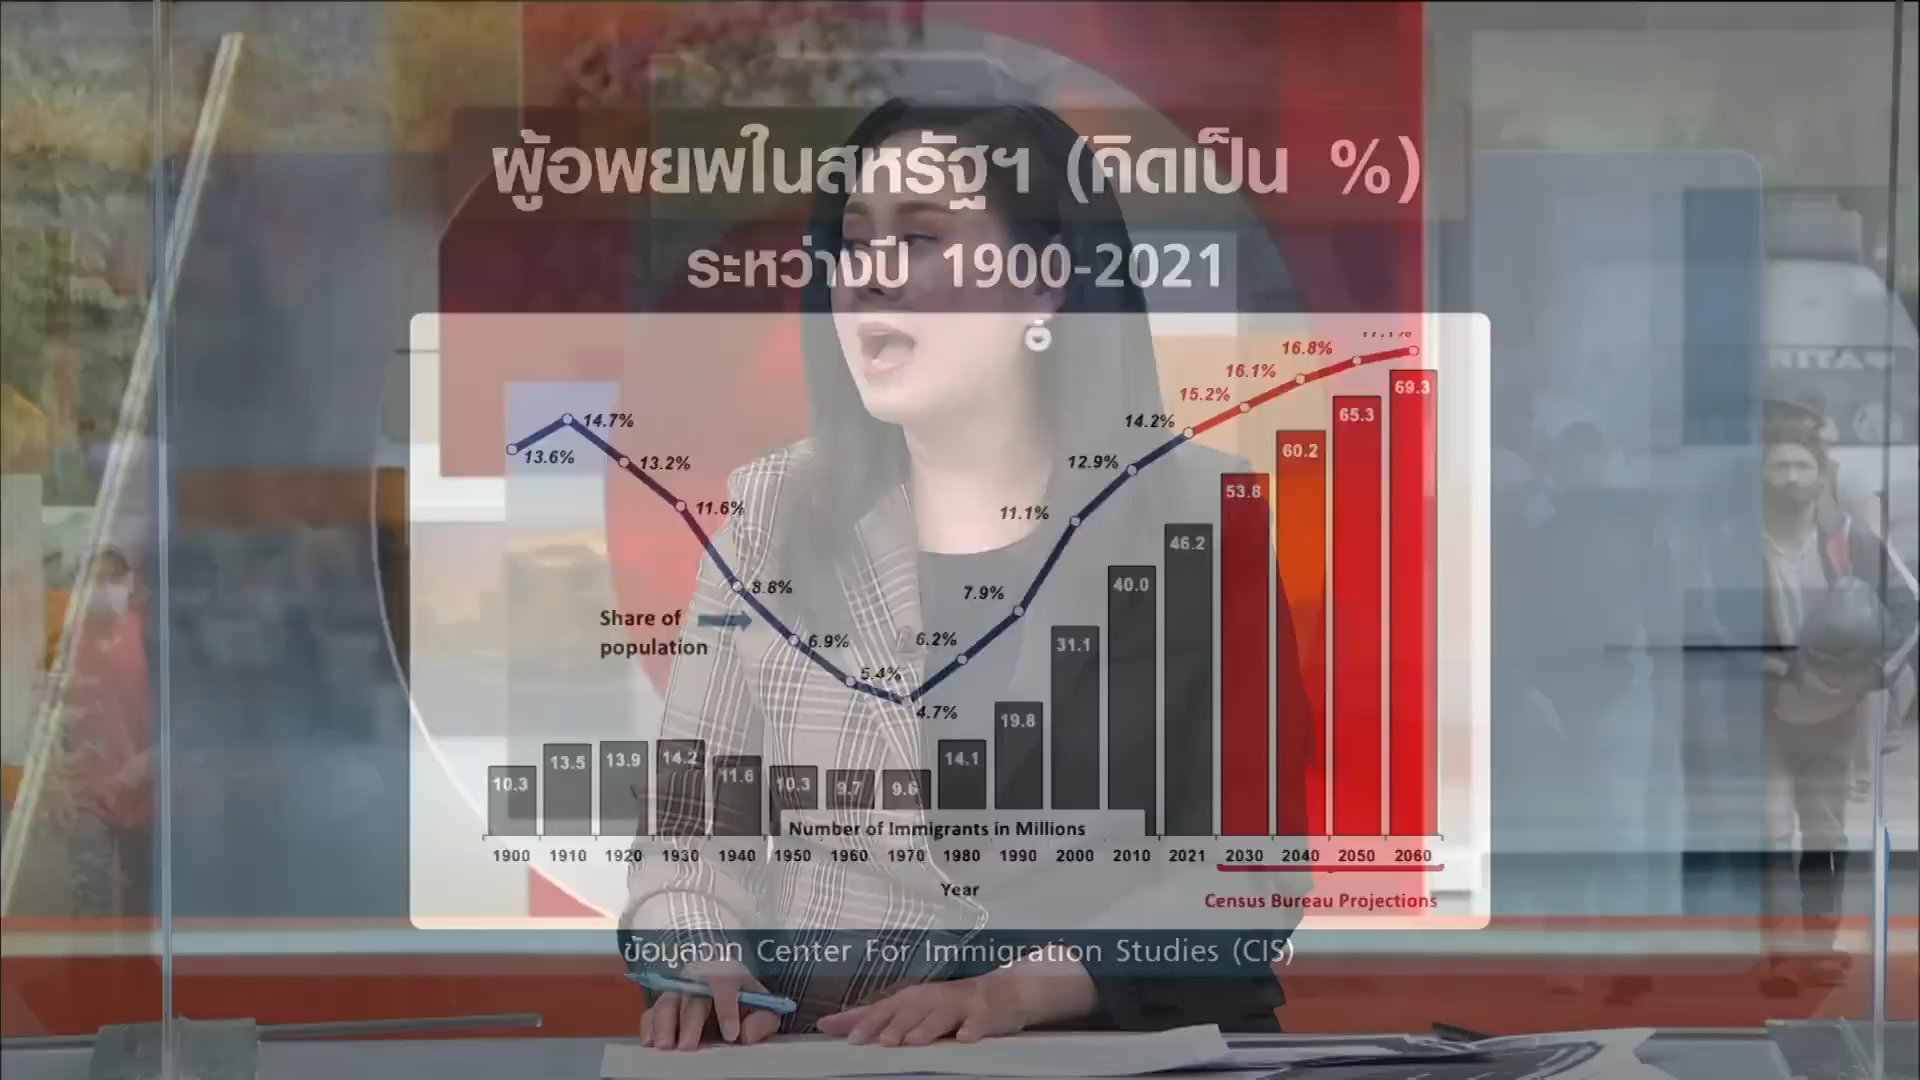 ผู้อพยพในสหรัฐฯ (คิดเป็น %)
ระหว่างปี 1900-2021
16.8%
16.1%
15.2%
14.2%
12.9%
11.1%
7.9%
6.2%
4.7%
5.4%
6.9%
8.8%
11.6%
13.2%
14.7%
13.6%
Share of
population
10.3 13.5 13.9 14.2 11.6 10.3 9.7 9.6 14.1 19.8 31.1 40.0 46.2 53.8 60.2 65.3 69.3
Number of Immigrants in Millions
1900 1910 1920 1930 1940 1950 1960 1970 1980 1990 2000 2010 2021 2030 2040 2050 2060
Year
Census Bureau Projections
ข้อมูลจาก Center For Immigration Studies (CIS)